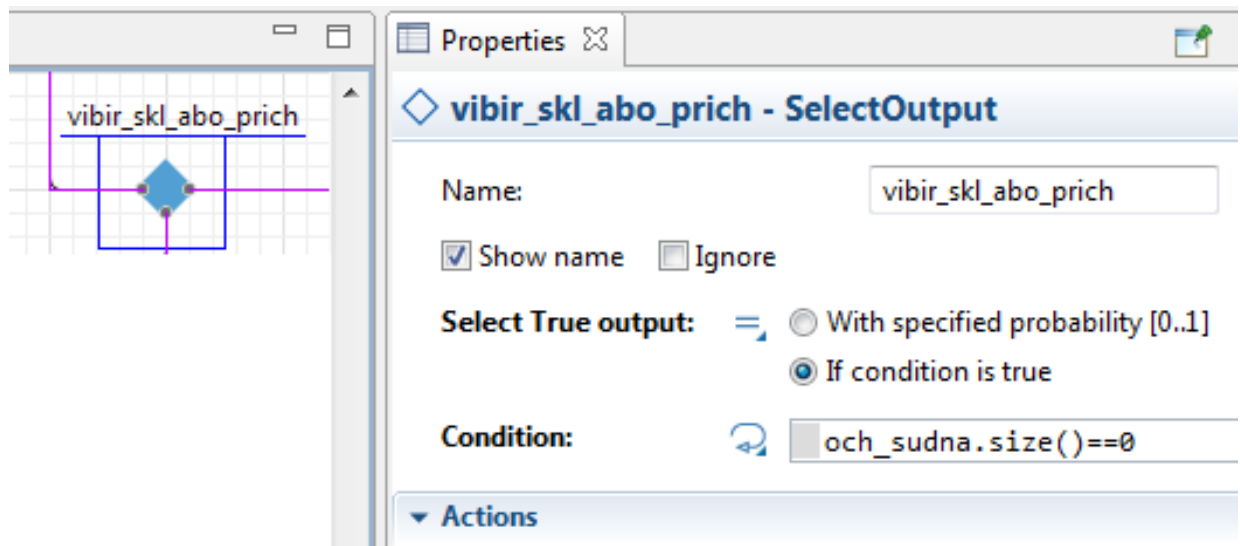 Properties
vibir_skl_abo_prich
vibir_skl_abo_prich - SelectOutput
Name:
vibir_skl_abo_prich
Show name
Ignore
Select True output:
With specified probability [0..1]
If condition is true
Condition:
och_sudna.size()==0
Actions